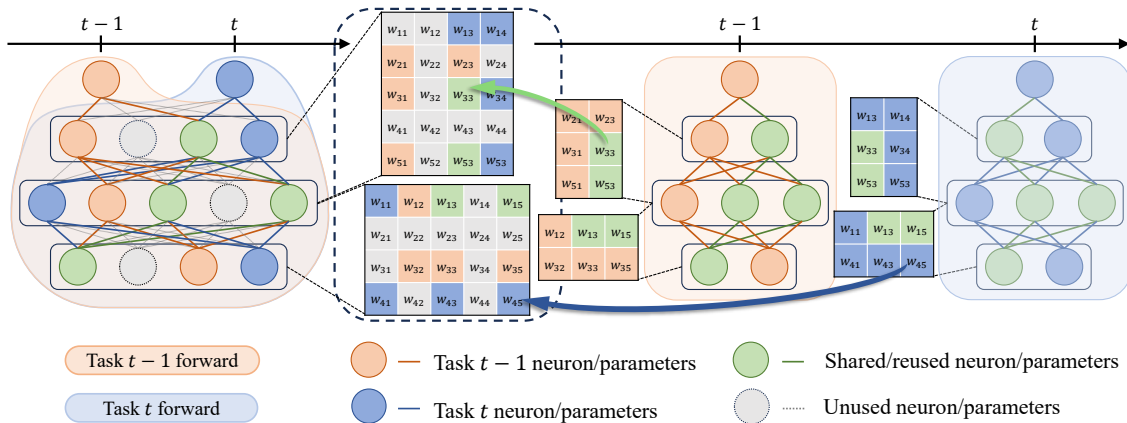 t − 1
t
w₁₁ w₁₂ w₁₃ w₁₄
w₂₁ w₂₂ w₂₃ w₂₄
w₃₁ w₃₂ w₃₃ w₃₄
w₄₁ w₄₂ w₄₃ w₄₄
w₅₁ w₅₂ w₅₃ w₅₃
w₁₁ w₁₂ w₁₃ w₁₄ w₁₅
w₂₁ w₂₂ w₂₃ w₂₄ w₂₅
w₃₁ w₃₂ w₃₃ w₃₄ w₃₅
w₄₁ w₄₂ w₄₃ w₄₄ w₄₅
t − 1
w₂₁ w₂₃
w₃₁ w₃₃
w₅₁ w₅₃
w₁₂ w₁₃ w₁₅
w₃₂ w₃₃ w₃₅
t
w₁₃ w₁₄
w₃₃ w₃₄
w₅₃ w₅₃
w₁₁ w₁₃ w₁₅
w₄₁ w₄₃ w₄₅
Task t − 1 forward
Task t forward
Task t − 1 neuron/parameters
Task t neuron/parameters
Shared/reused neuron/parameters
Unused neuron/parameters